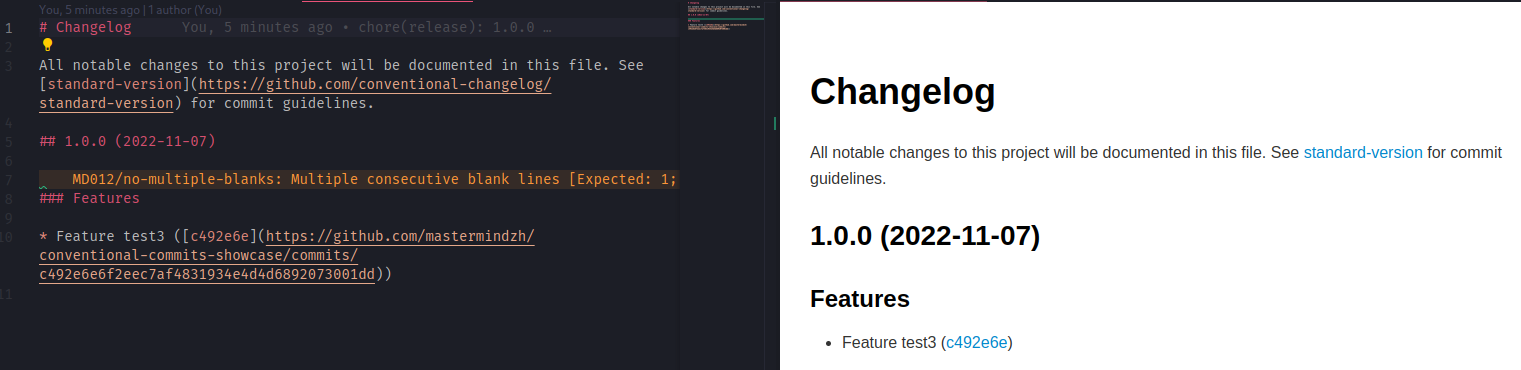 You, 5 minutes ago | 1 author (You)
1 # Changelog You, 5 minutes ago • chore(release): 1.0.0 …
2
3 All notable changes to this project will be documented in this file. See
[standard-version](https://github.com/conventional-changelog/
standard-version) for commit guidelines.
4
5 ## 1.0.0 (2022-11-07)
6
7 MD012/no-multiple-blanks: Multiple consecutive blank lines [Expected: 1;
8 ### Features
9
10 * Feature test3 ([c492e6e](https://github.com/mastermindzh/
conventional-commits-showcase/commits/
c492e6e6f2eec7af4831934e4d4d6892073001dd))
11
Changelog
All notable changes to this project will be documented in this file. See standard-version for commit
guidelines.
1.0.0 (2022-11-07)
Features
• Feature test3 (c492e6e)